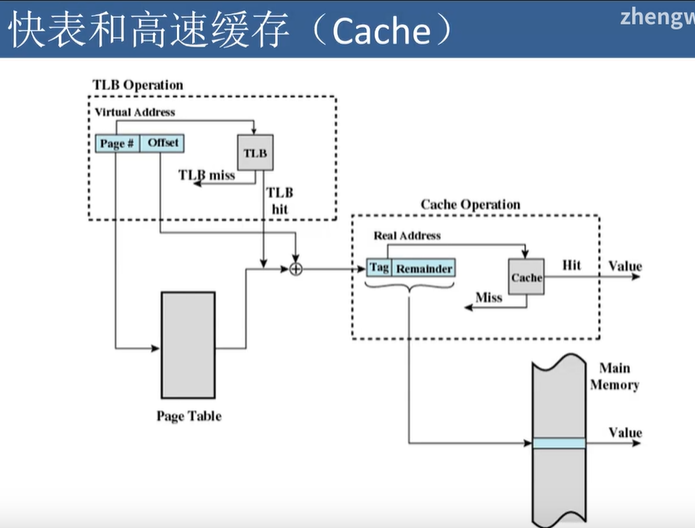 快表和高速缓存（Cache）
zhengw
TLB Operation
Virtual Address
Page #
Offset
TLB
TLB miss
TLB
hit
Cache Operation
Real Address
Tag
Remainder
Cache
Hit
Value
Miss
Page Table
Main
Memory
Value